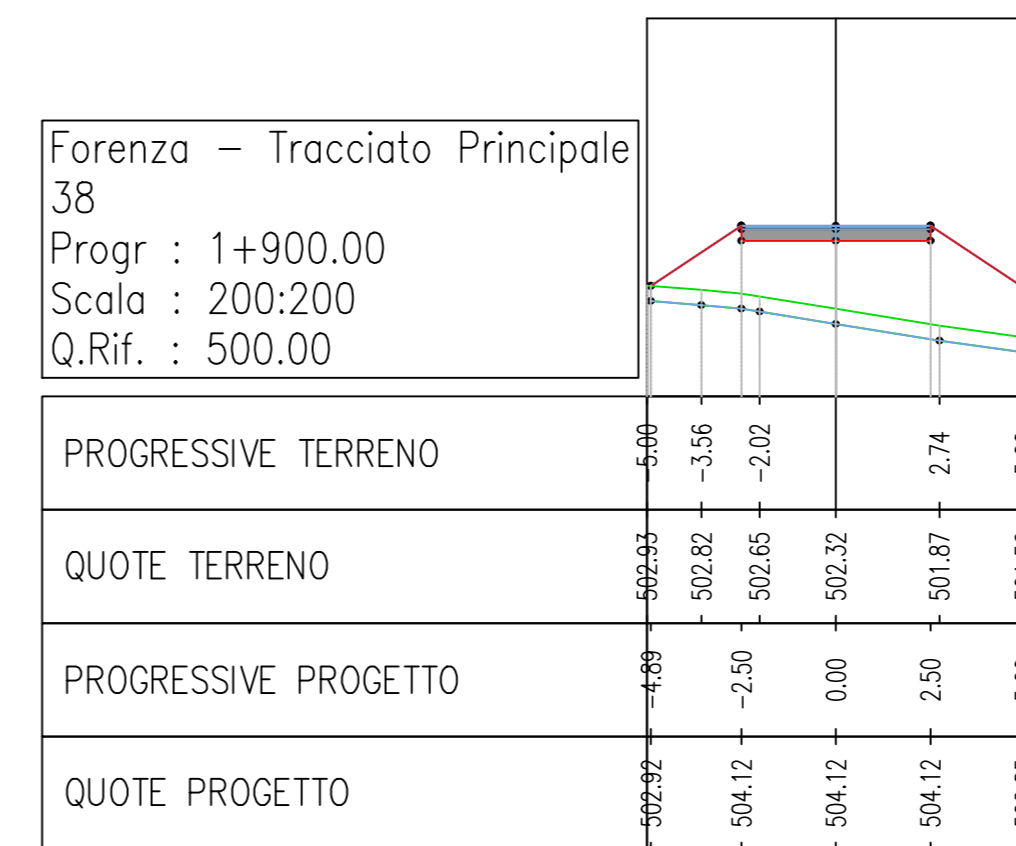 Forenza – Tracciato Principale
38
Progr : 1+900.00
Scala : 200:200
Q.Rif. : 500.00
PROGRESSIVE TERRENO -5.00 -3.56 -2.02 2.74
QUOTE TERRENO 502.93 502.82 502.65 502.32 501.87
PROGRESSIVE PROGETTO -4.89 -2.50 0.00 2.50
QUOTE PROGETTO 502.92 504.12 504.12 504.12